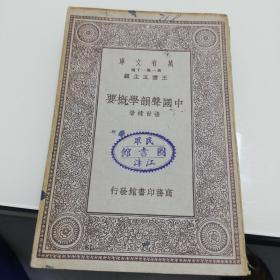 庫文有萬
種千一集一第
編主五雲王
要概學韻聲國中
著祿世張
民眾
圖書館
江津
行發館書印務商